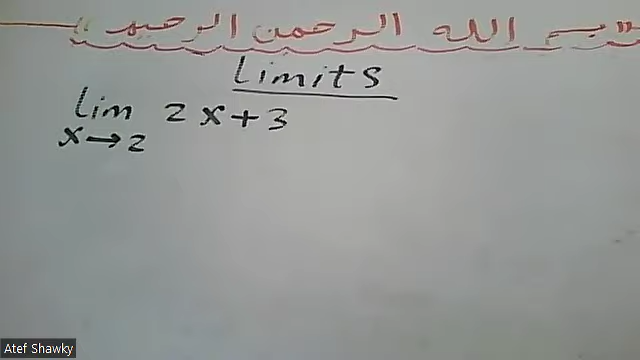 "بسم الله الرحمن الرحيم"
Limits
lim 2x+3
x→2
Atef Shawky